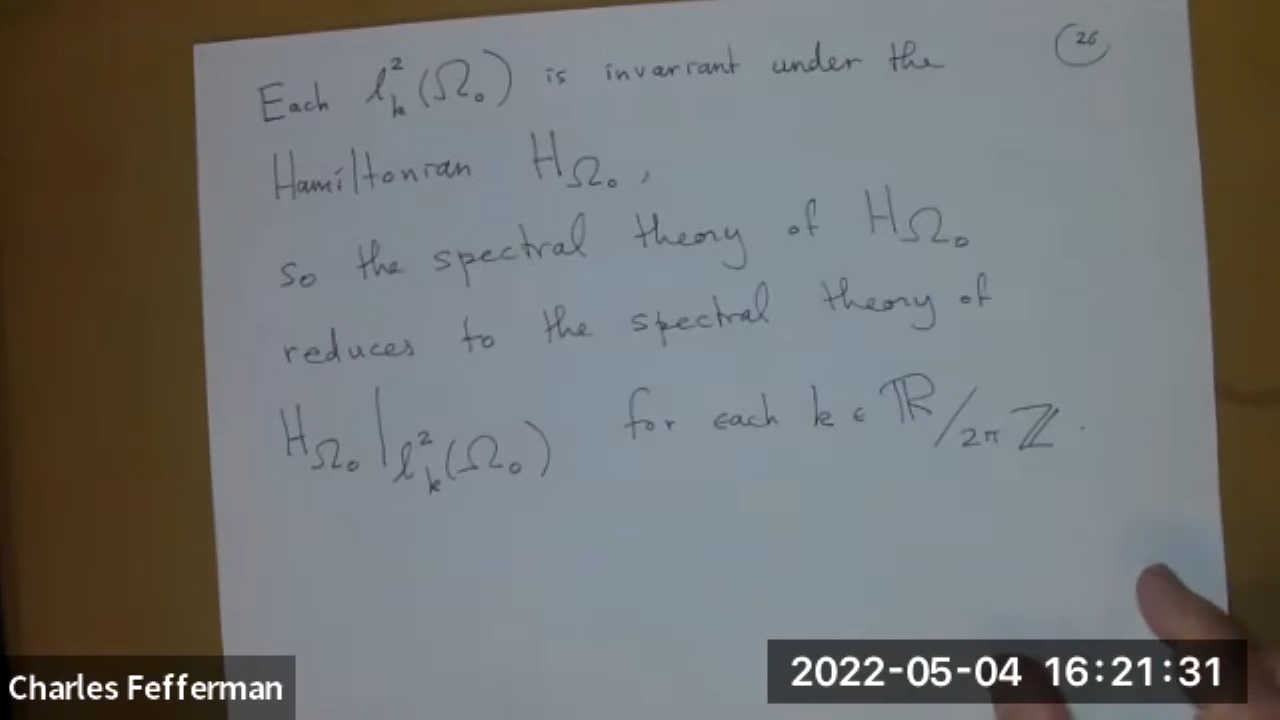 Each l²ₖ(Ω₀) is invariant under the
26
Hamiltonian H_Ω₀,
so the spectral theory of H_Ω₀
reduces to the spectral theory of
H_Ω₀|l²ₖ(Ω₀) for each k ∈ ℝ/2πℤ.
Charles Fefferman
2022-05-04 16:21:31